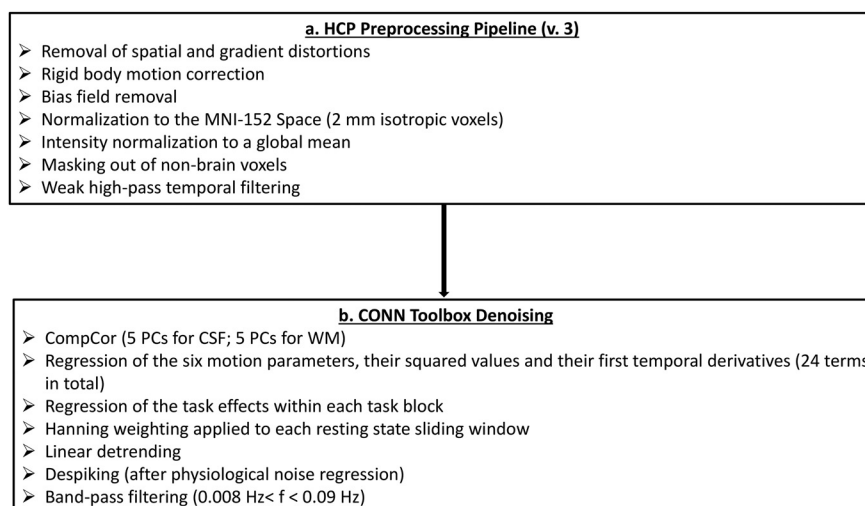 a. HCP Preprocessing Pipeline (v. 3)
➢ Removal of spatial and gradient distortions
➢ Rigid body motion correction
➢ Bias field removal
➢ Normalization to the MNI-152 Space (2 mm isotropic voxels)
➢ Intensity normalization to a global mean
➢ Masking out of non-brain voxels
➢ Weak high-pass temporal filtering
b. CONN Toolbox Denoising
➢ CompCor (5 PCs for CSF; 5 PCs for WM)
➢ Regression of the six motion parameters, their squared values and their first temporal derivatives (24 terms
in total)
➢ Regression of the task effects within each task block
➢ Hanning weighting applied to each resting state sliding window
➢ Linear detrending
➢ Despiking (after physiological noise regression)
➢ Band-pass filtering (0.008 Hz< f < 0.09 Hz)